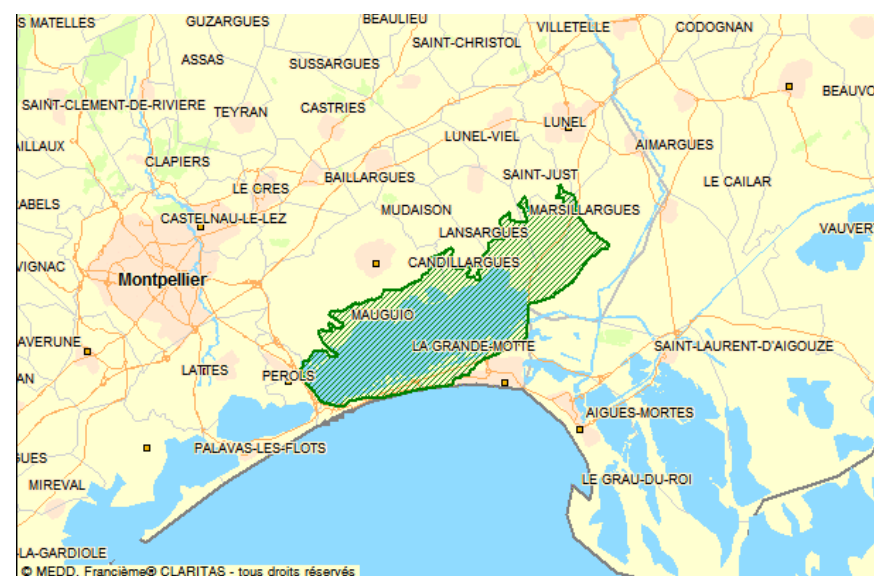 S MATELLES
GUZARGUES
BEAULIEU
VILLETELLE
CODOGNAN
SAINT-CHRISTOL
ASSAS
SUSSARGUES
BEAUVO
SAINT-CLEMENT-DE-RIVIERE
TEYRAN
CASTRIES
LUNEL
AILLAUX
LUNEL-VIEL
AIMARGUES
CLAPIERS
BAILLARGUES
SAINT-JUST
LE CAILAR
LE CRES
ABELS
CASTELNAU-LE-LEZ
MUDAISON
MARSILLARGUES
LANSARGUES
VAUVER
VIGNAC
CANDILLARGUES
Montpellier
MAUGUIO
AVERUNE
LA GRANDE-MOTTE
SAINT-LAURENT-D'AIGOUZE
LATTES
PEROLS
AN
AIGUES-MORTES
PALAVAS-LES-FLOTS
UES
MIREVAL
LE GRAU-DU-ROI
-LA-GARDIOLE
© MEDD, Francième® CLARITAS - tous droits réservés